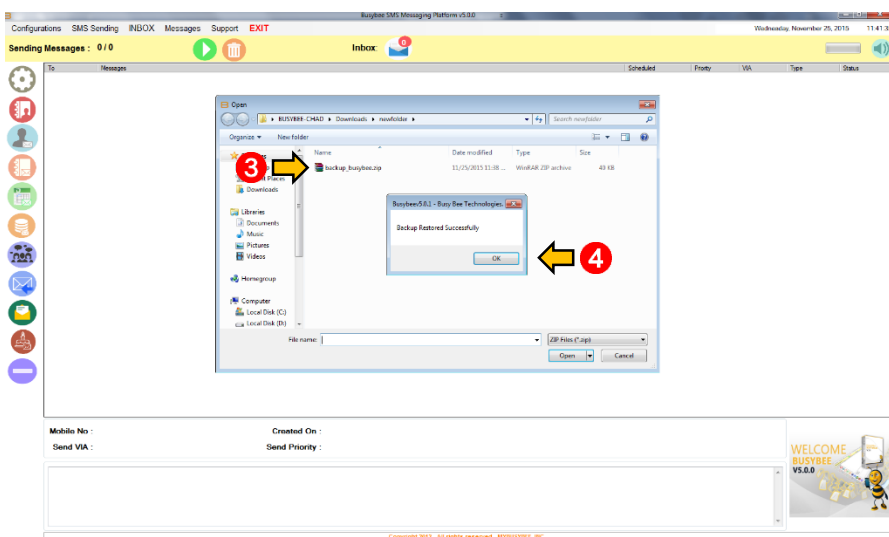 Busybee SMS Messaging Platform v5.0.0
Configurations SMS Sending INBOX Messages Support EXIT
Wednesday, November 25, 2015 11:41:3
Sending Messages : 0 / 0
Inbox: 0
To Messages Scheduled Priority VIA Type Status
Open
BUSYBEE-CHAD Downloads newfolder
Search newfolder
Organize New folder
Name Date modified Type Size
3
backup_busybee.zip 11/25/2015 11:38 ... WinRAR ZIP archive 49 KB
Places
Downloads
Libraries
Documents
Music
Pictures
Videos
Homegroup
Computer
Local Disk (C:)
Local Disk (D:)
Busybeev5.0.1 - Busy Bee Technologies.
Backup Restored Successfully
OK
4
File name:
ZIP Files (*.zip)
Open Cancel
Mobile No :
Created On :
Send VIA :
Send Priority :
WELCOME
BUSYBEE
V5.0.0